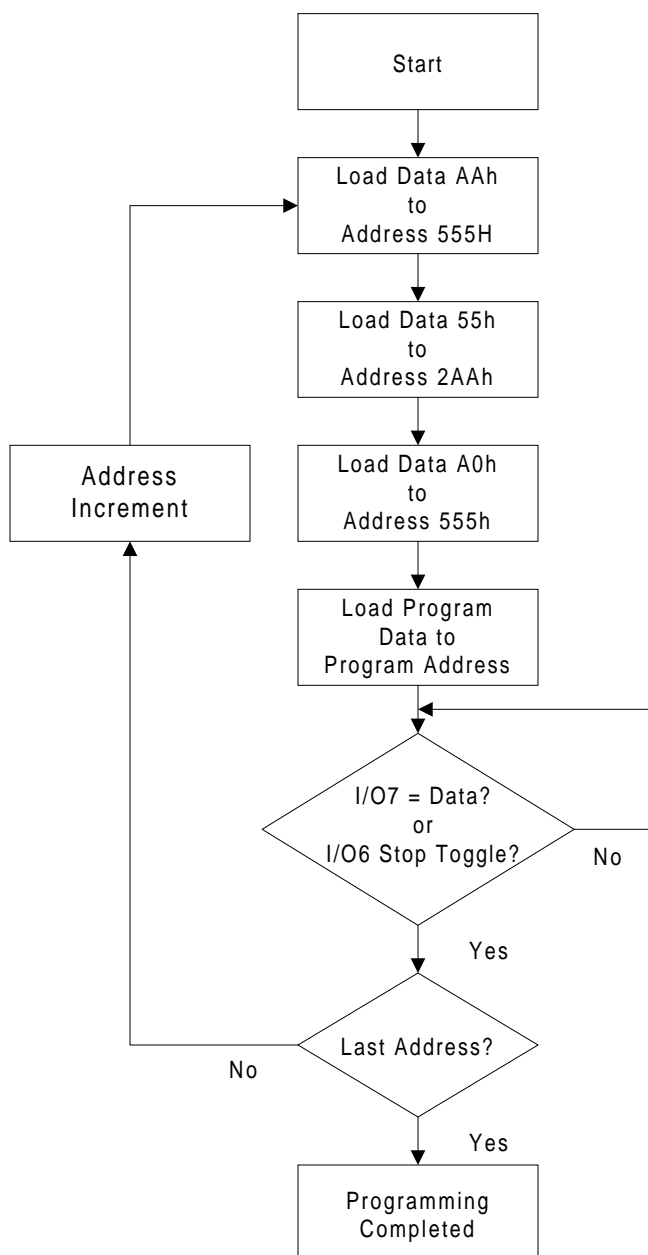 Start
Load Data AAh
to
Address 555H
Load Data 55h
to
Address 2AAh
Address
Increment
Load Data A0h
to
Address 555h
Load Program
Data to
Program Address
I/O7 = Data?
or
I/O6 Stop Toggle?
No
Yes
Last Address?
No
Yes
Programming
Completed